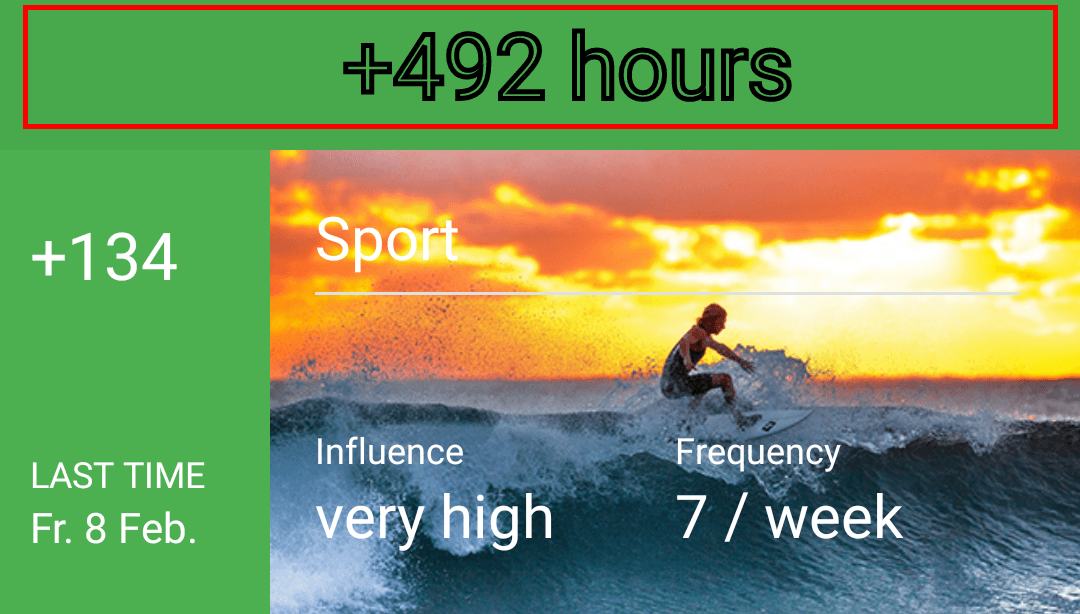 +492 hours
+134
Sport
LAST TIME
Fr. 8 Feb.
Influence
very high
Frequency
7 / week